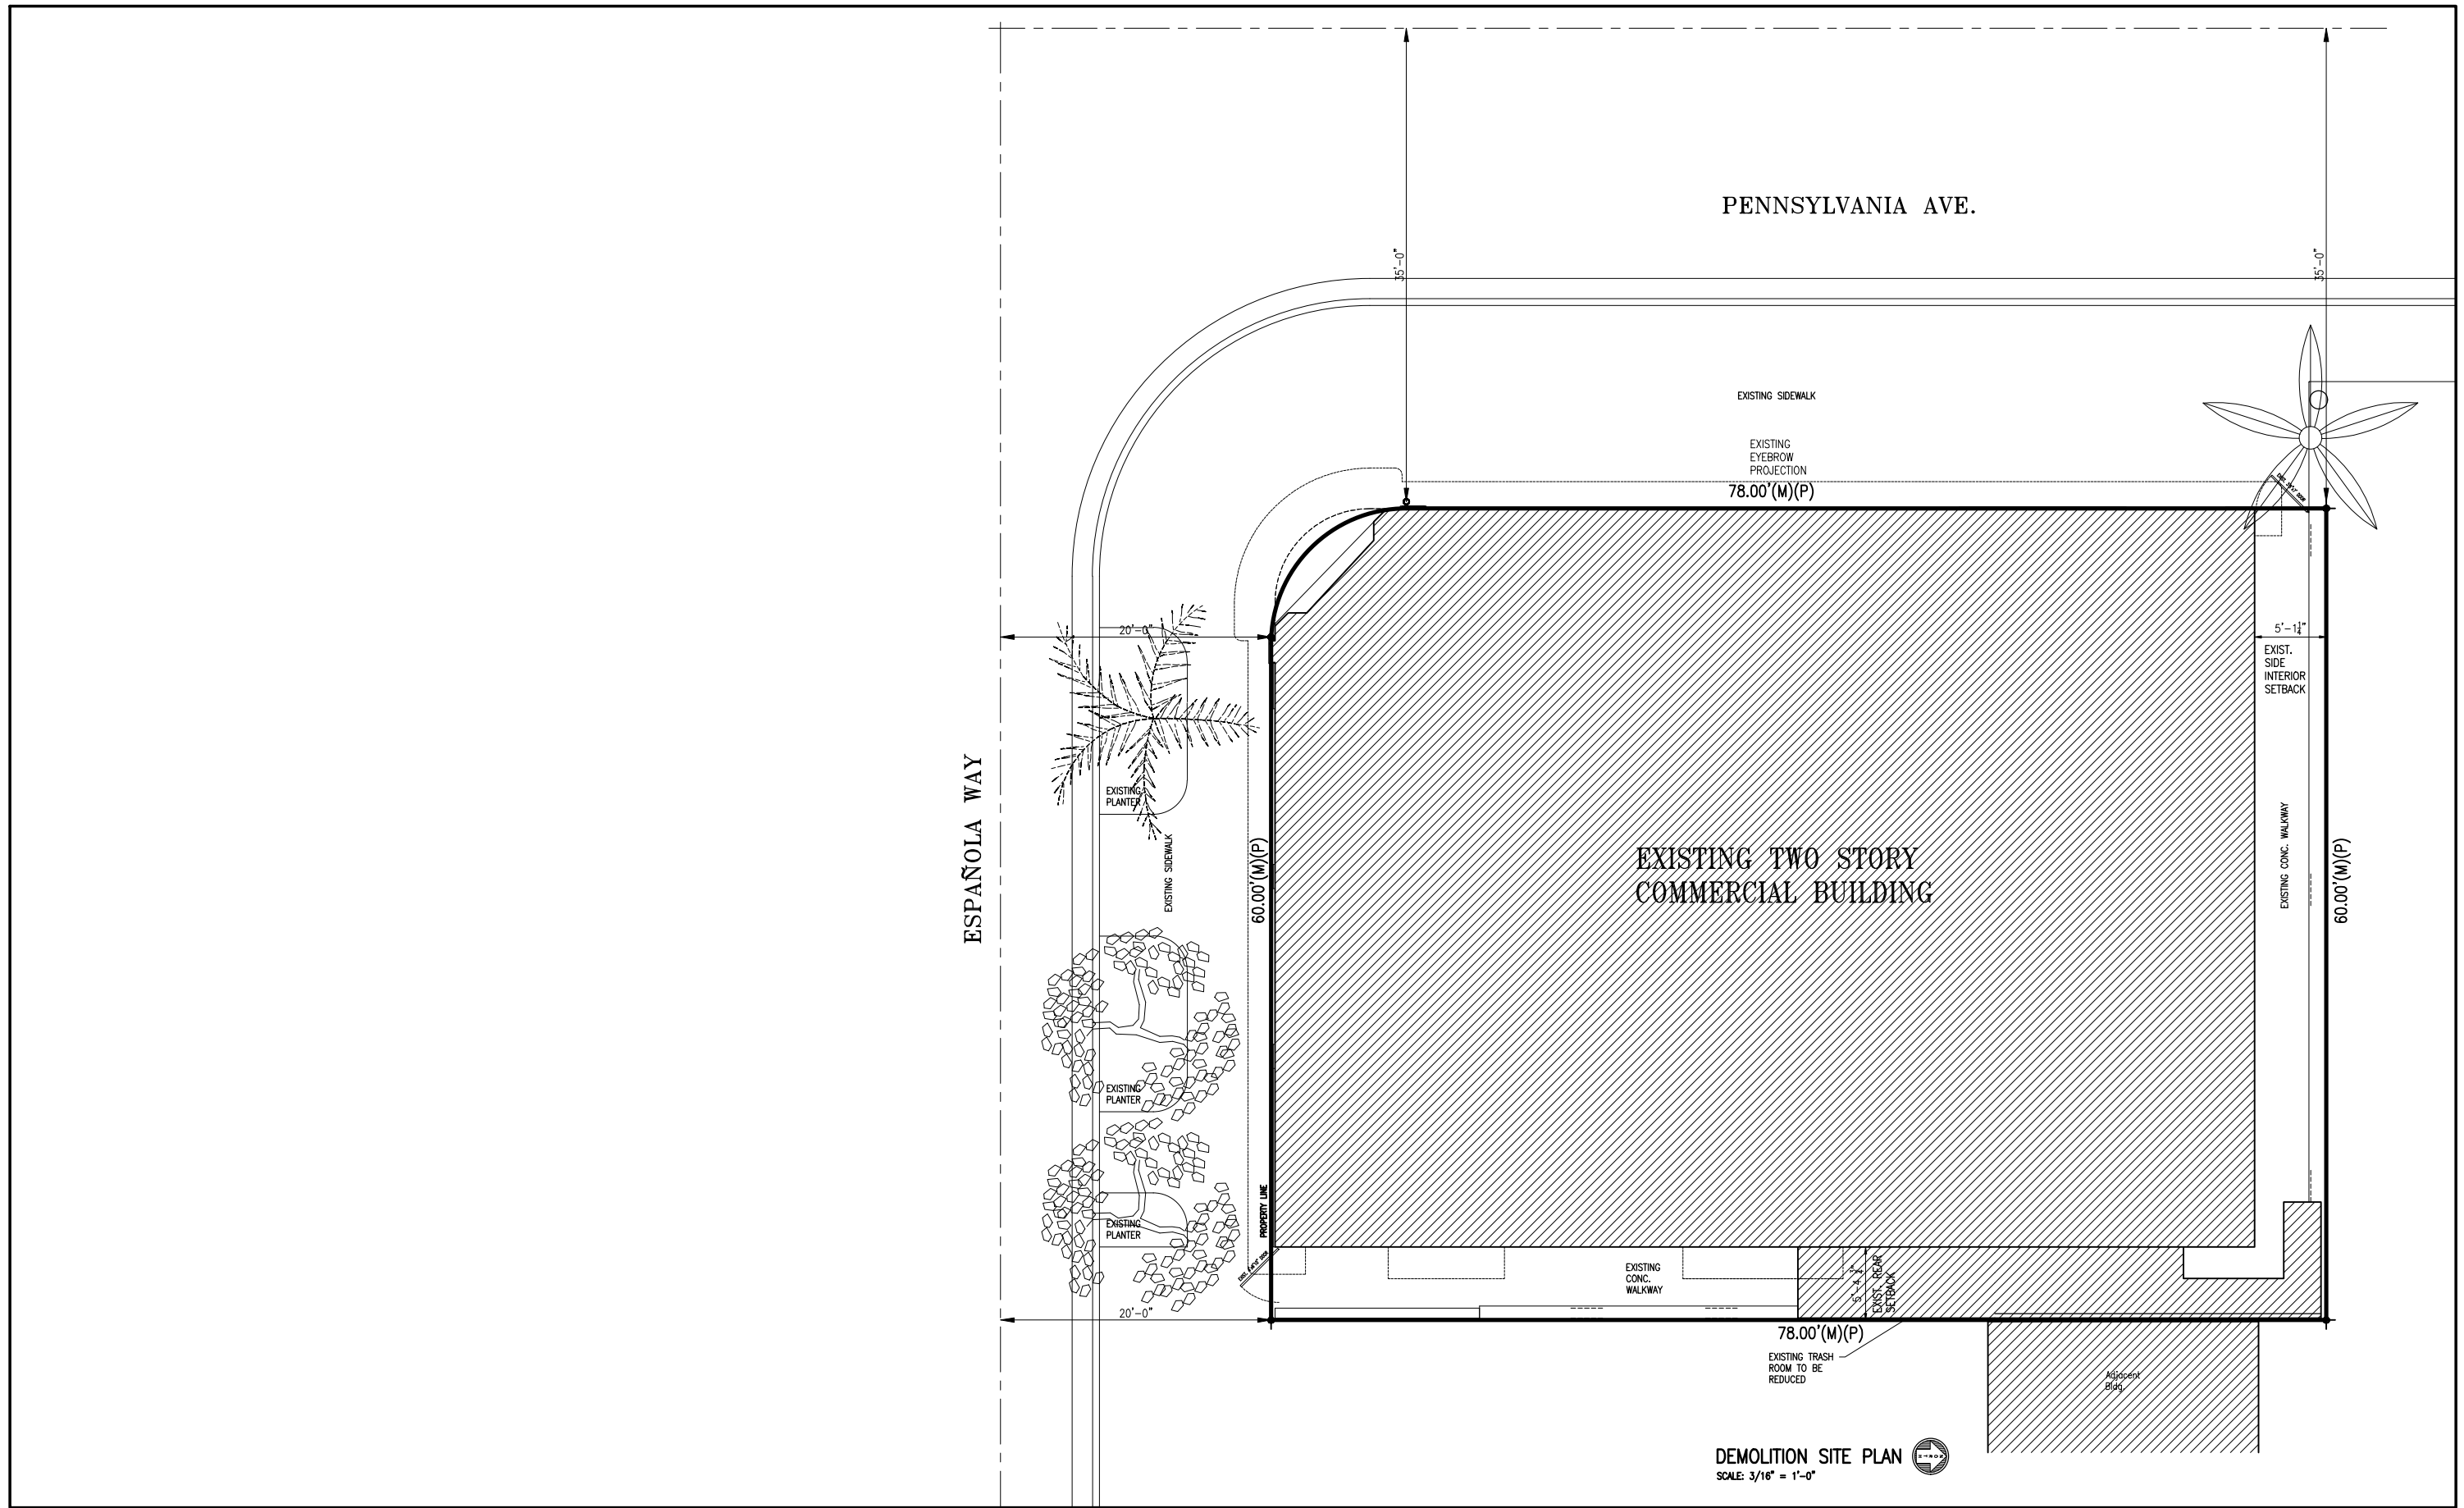 PENNSYLVANIA AVE.
35'-0"
35'-0"
EXISTING SIDEWALK
EXISTING
EYEBROW
PROJECTION
78.00'(M)(P)
20'-0"
5'-1¼"
EXIST.
SIDE
INTERIOR
SETBACK
ESPAÑOLA WAY
EXISTING
PLANTER
EXISTING SIDEWALK
60.00'(M)(P)
EXISTING TWO STORY
COMMERCIAL BUILDING
EXISTING CONC. WALKWAY
60.00'(M)(P)
EXISTING
PLANTER
EXISTING
PLANTER
PROPERTY LINE
EXISTING
CONC.
WALKWAY
EXIST. REAR
SETBACK
20'-0"
78.00'(M)(P)
EXISTING TRASH
ROOM TO BE
REDUCED
Adjacent
Bldg.
DEMOLITION SITE PLAN
NORTH
SCALE: 3/16" = 1'-0"